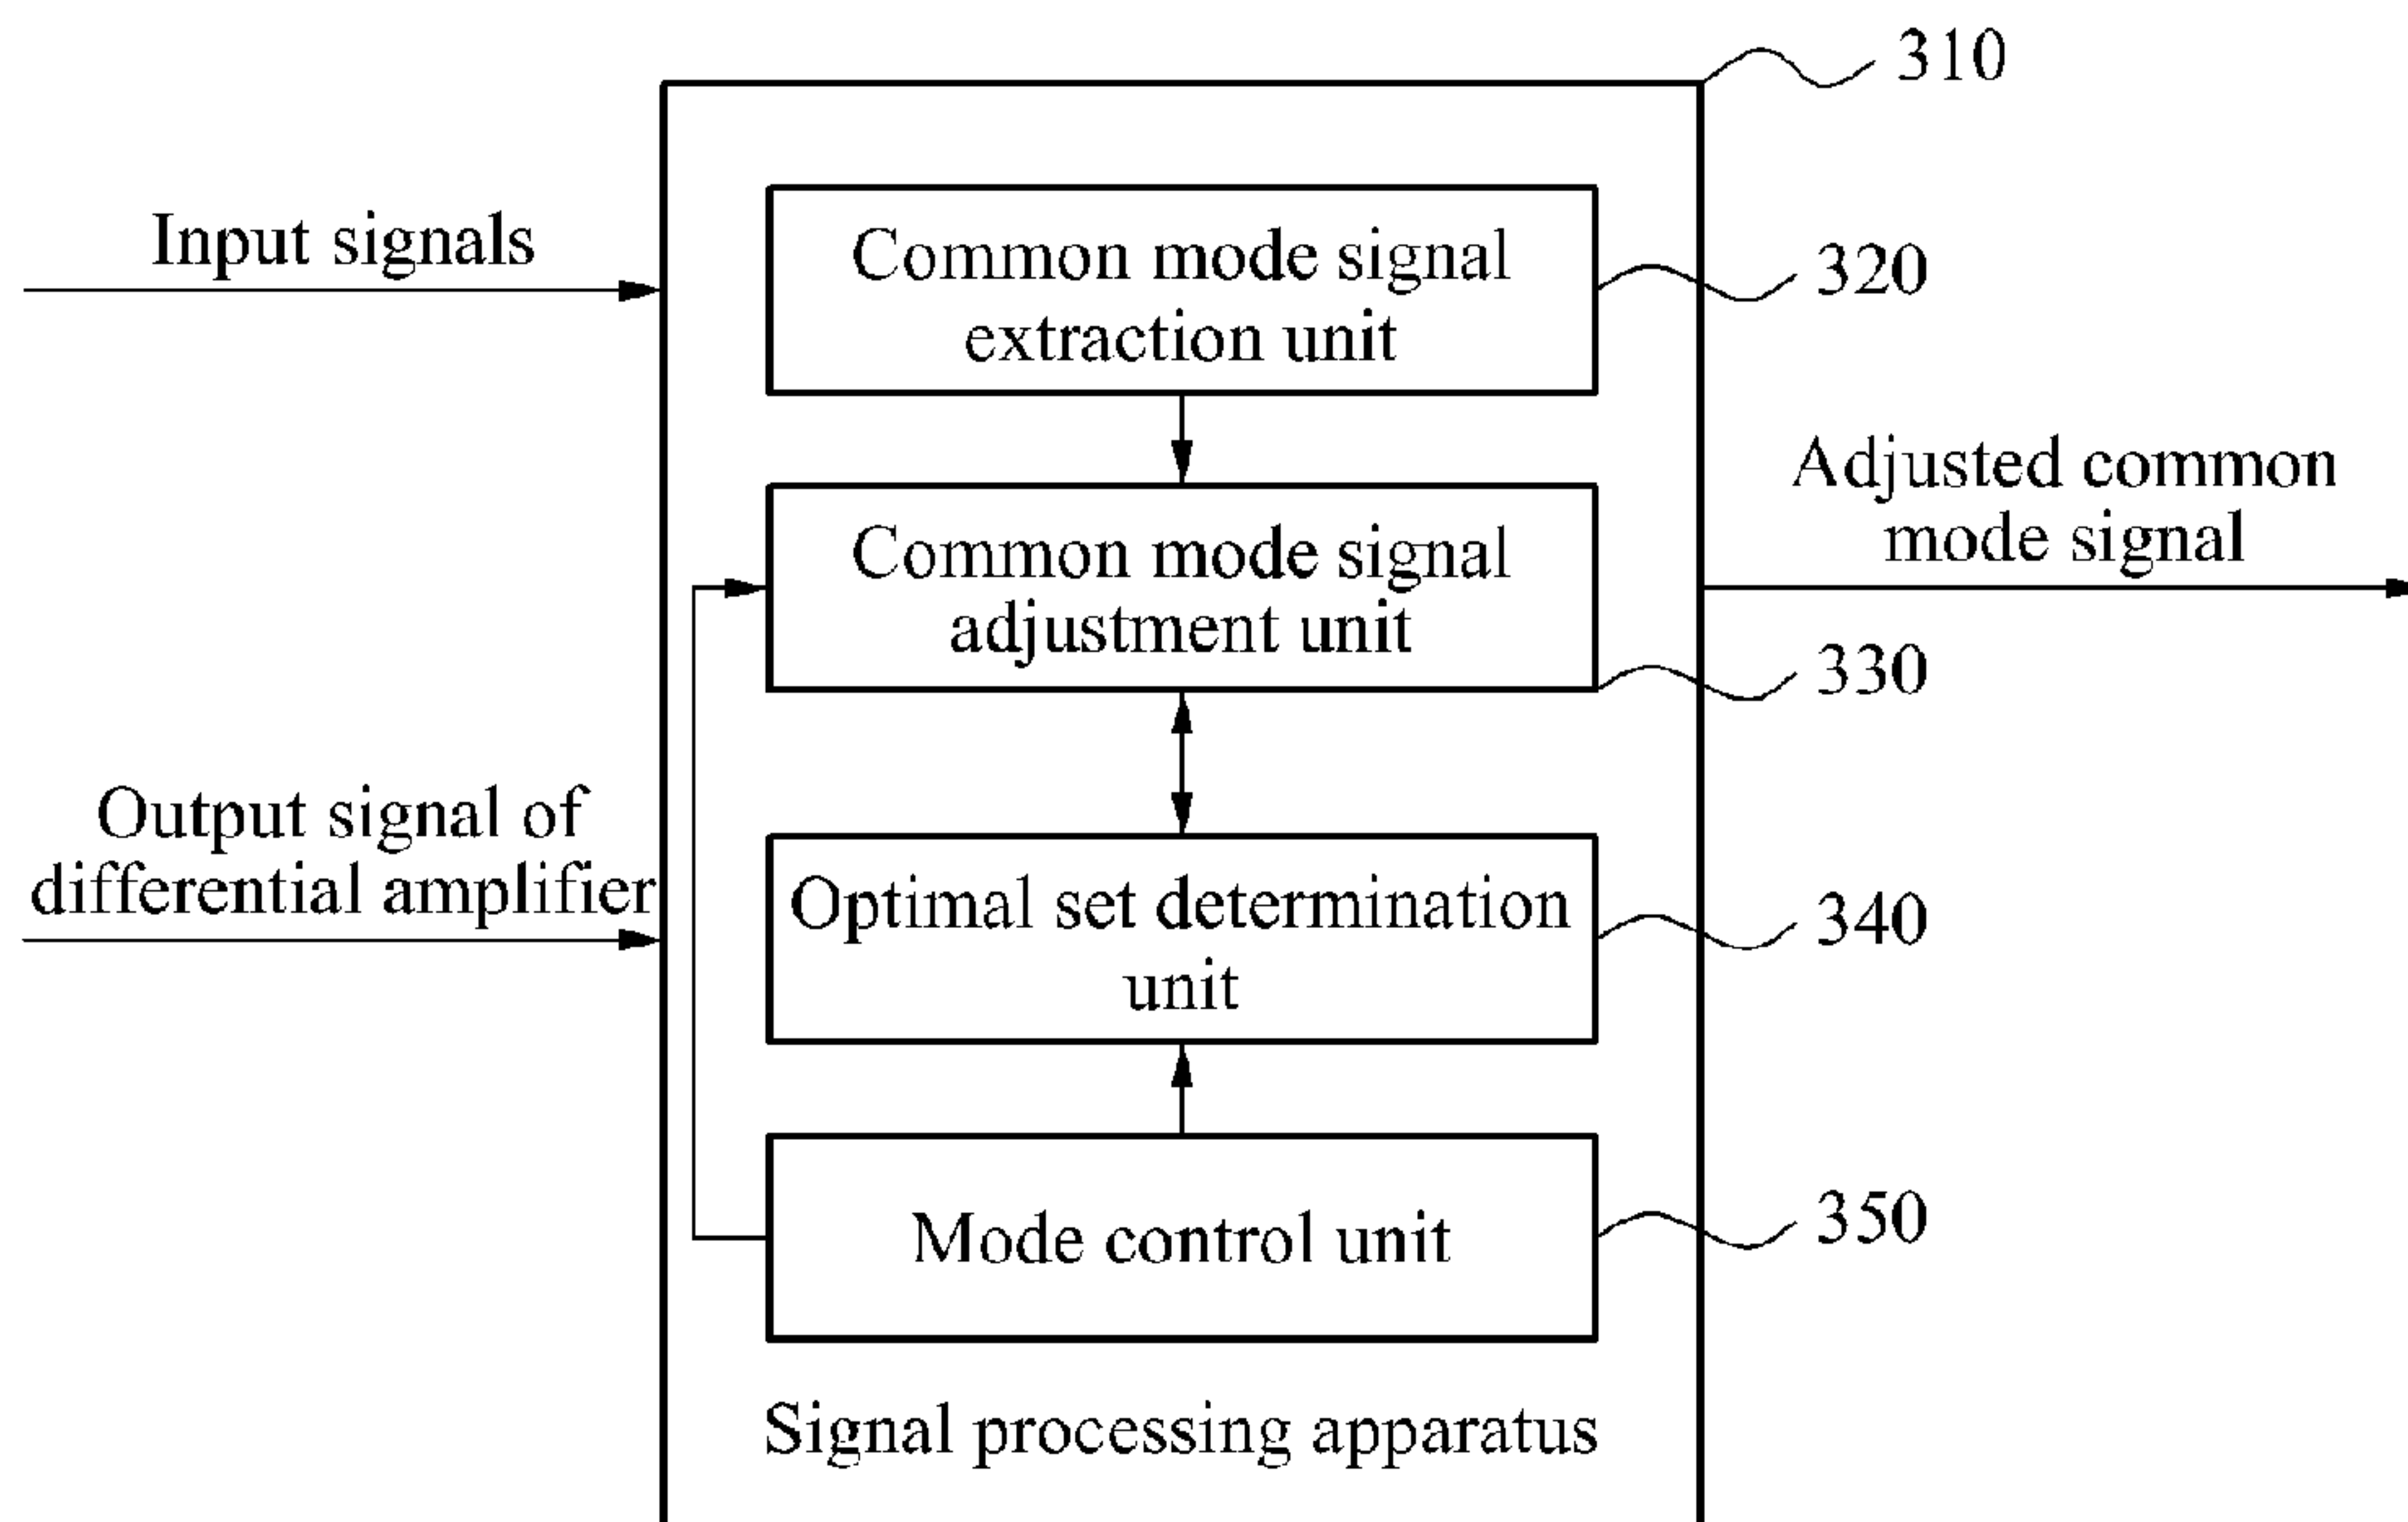 310
Input signals
Common mode signal
extraction unit
320
Common mode signal
adjustment unit
330
Adjusted common
mode signal
Output signal of
differential amplifier
Optimal set determination
unit
340
Mode control unit
350
Signal processing apparatus